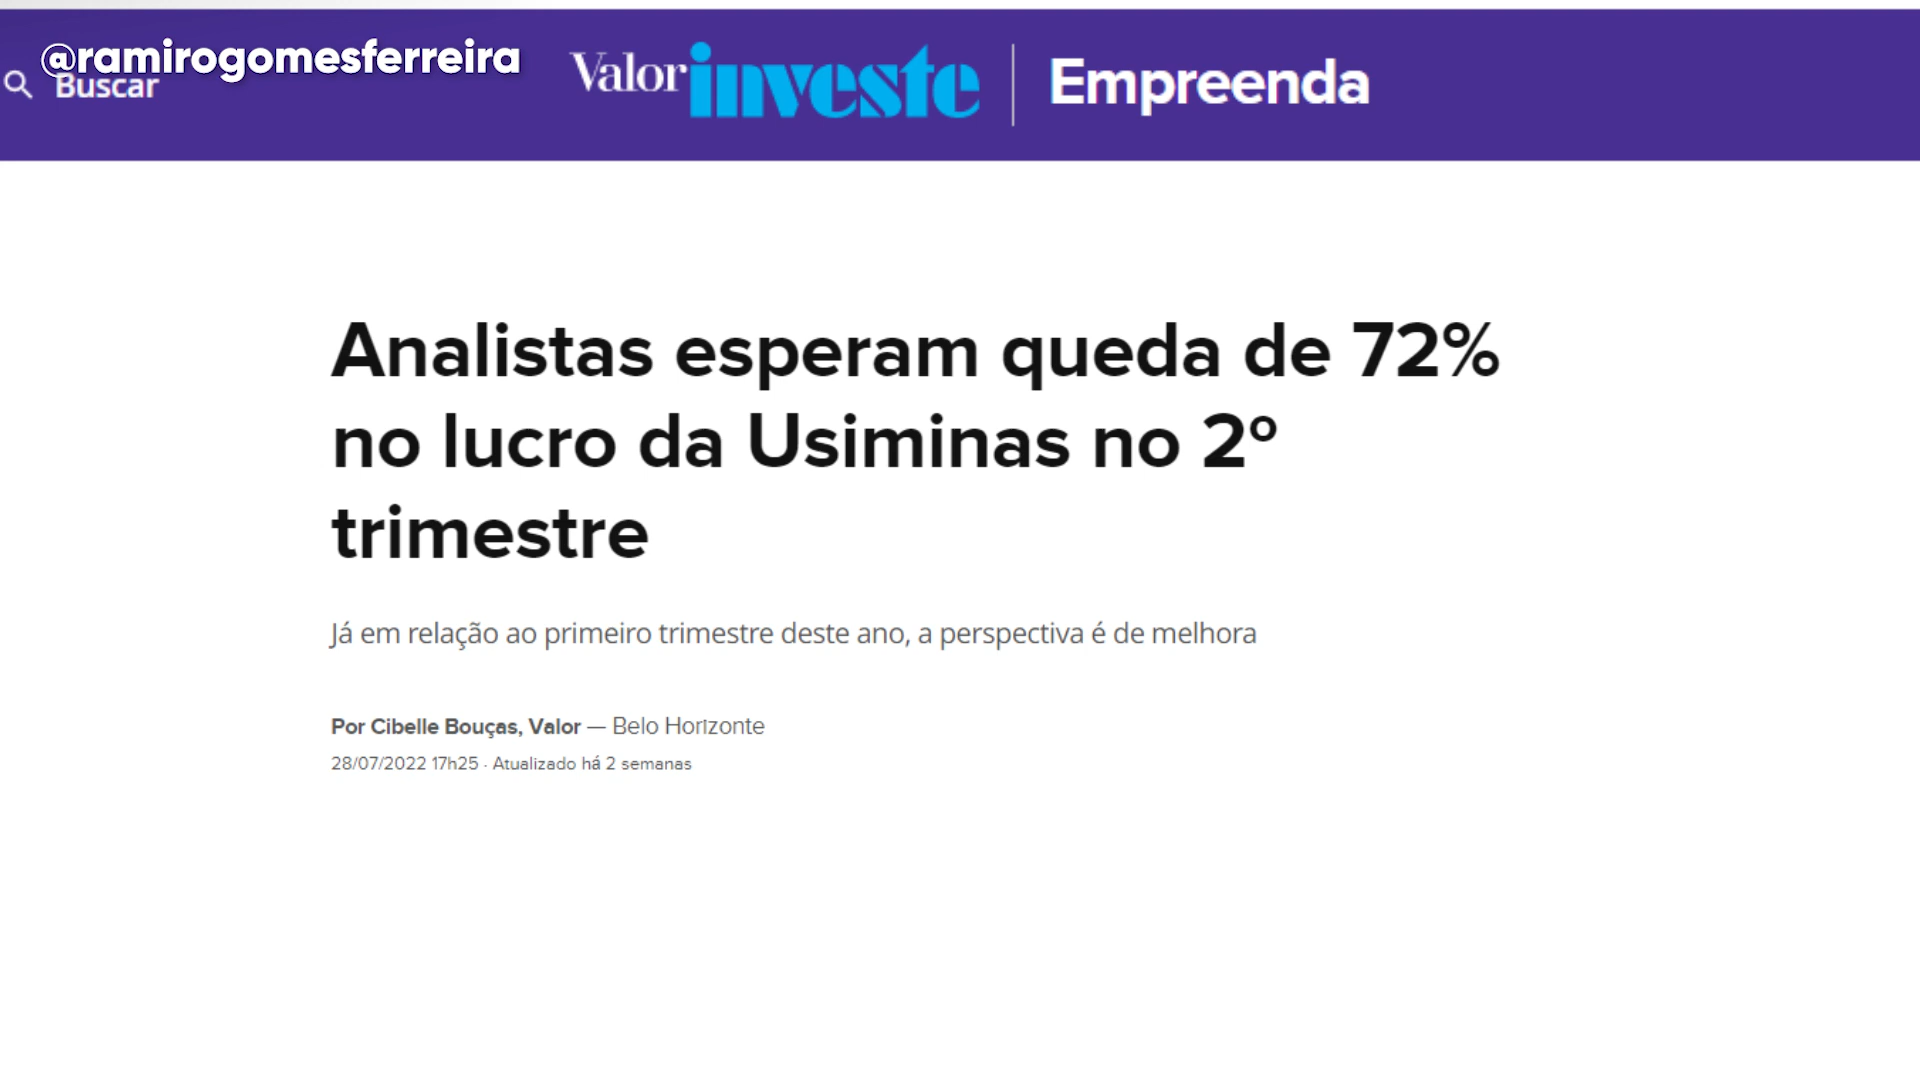 @ramirogomesferreira
Buscar
Valor investe
Empreenda
Analistas esperam queda de 72%
no lucro da Usiminas no 2º
trimestre
Já em relação ao primeiro trimestre deste ano, a perspectiva é de melhora
Por Cibelle Bouças, Valor — Belo Horizonte
28/07/2022 17h25 · Atualizado há 2 semanas